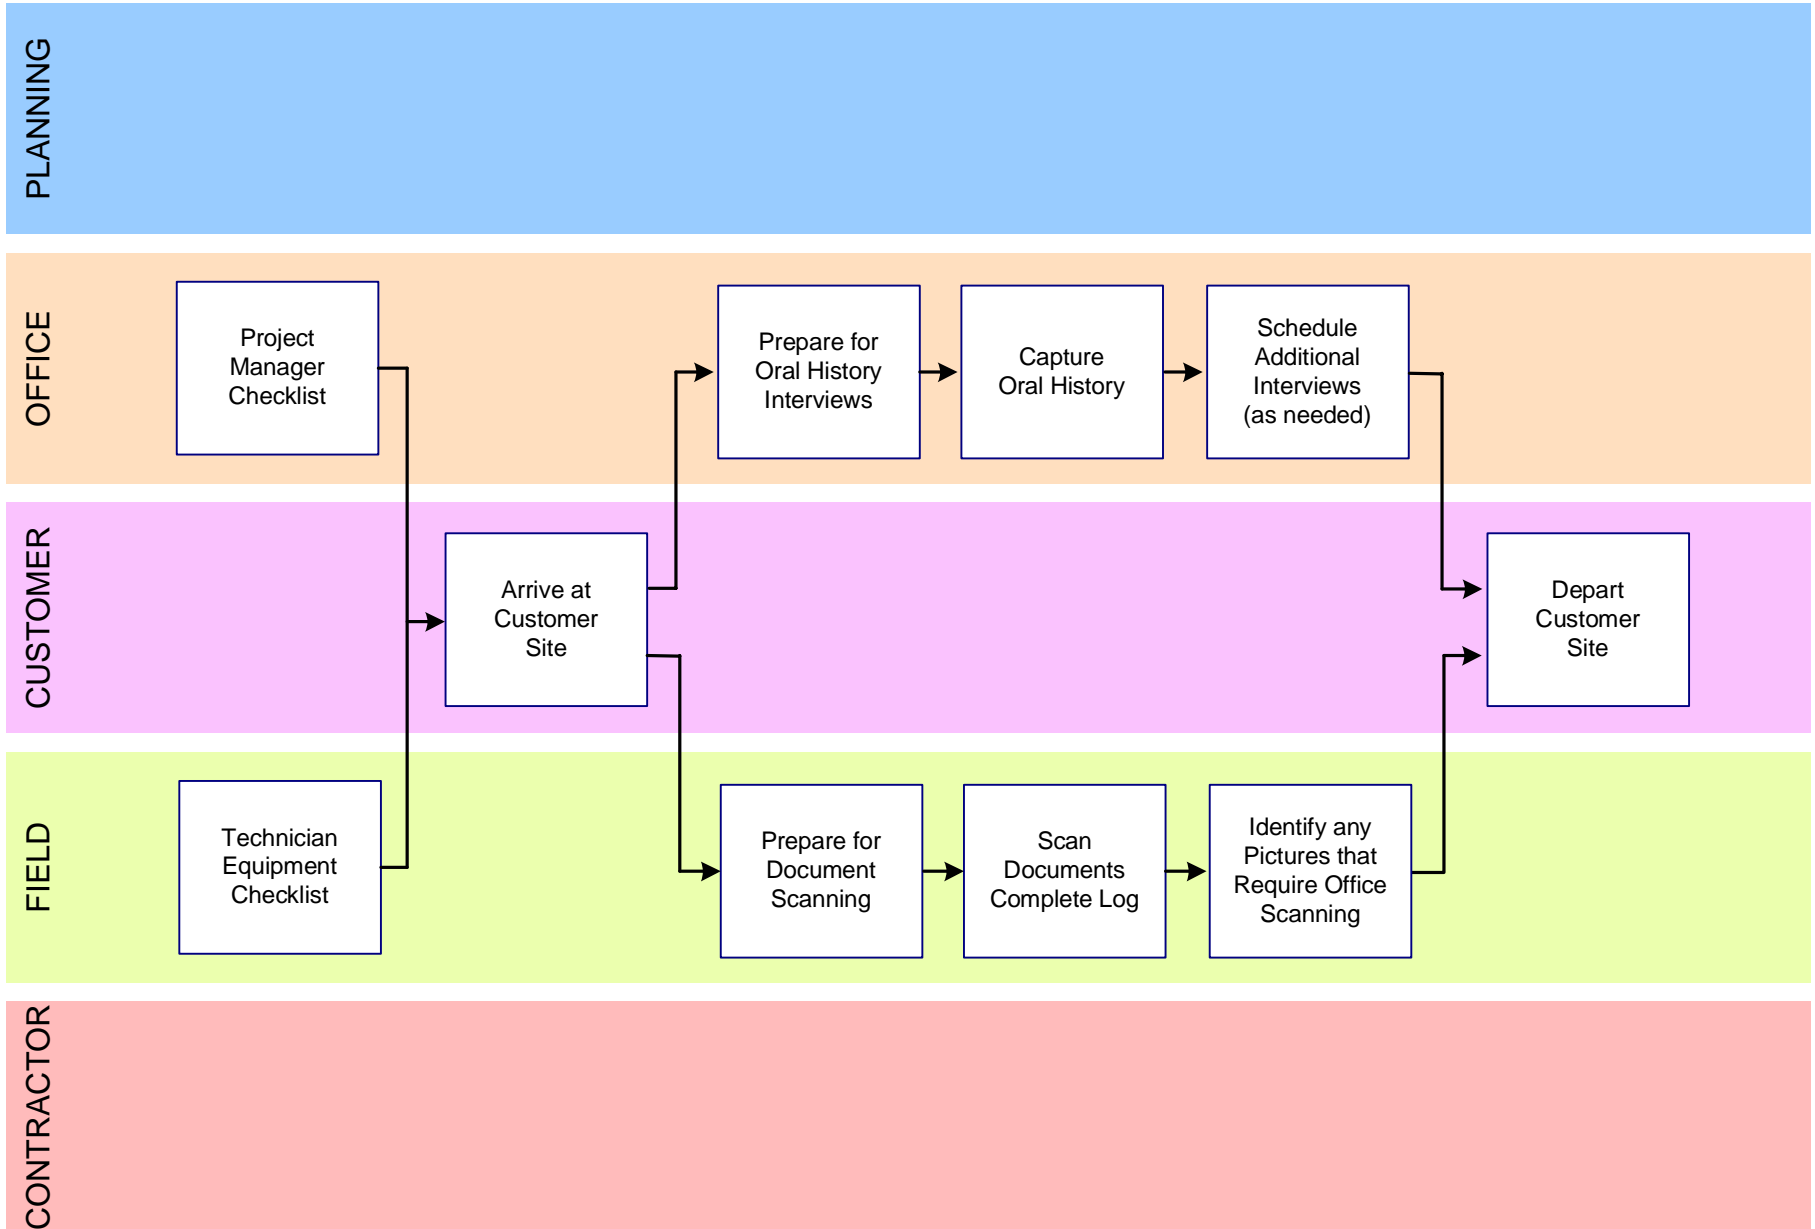 PLANNING
OFFICE
Project
Manager
Checklist
Prepare for
Oral History
Interviews
Capture
Oral History
Schedule
Additional
Interviews
(as needed)
CUSTOMER
Arrive at
Customer
Site
Depart
Customer
Site
FIELD
Technician
Equipment
Checklist
Prepare for
Document
Scanning
Scan
Documents
Complete Log
Identify any
Pictures that
Require Office
Scanning
CONTRACTOR